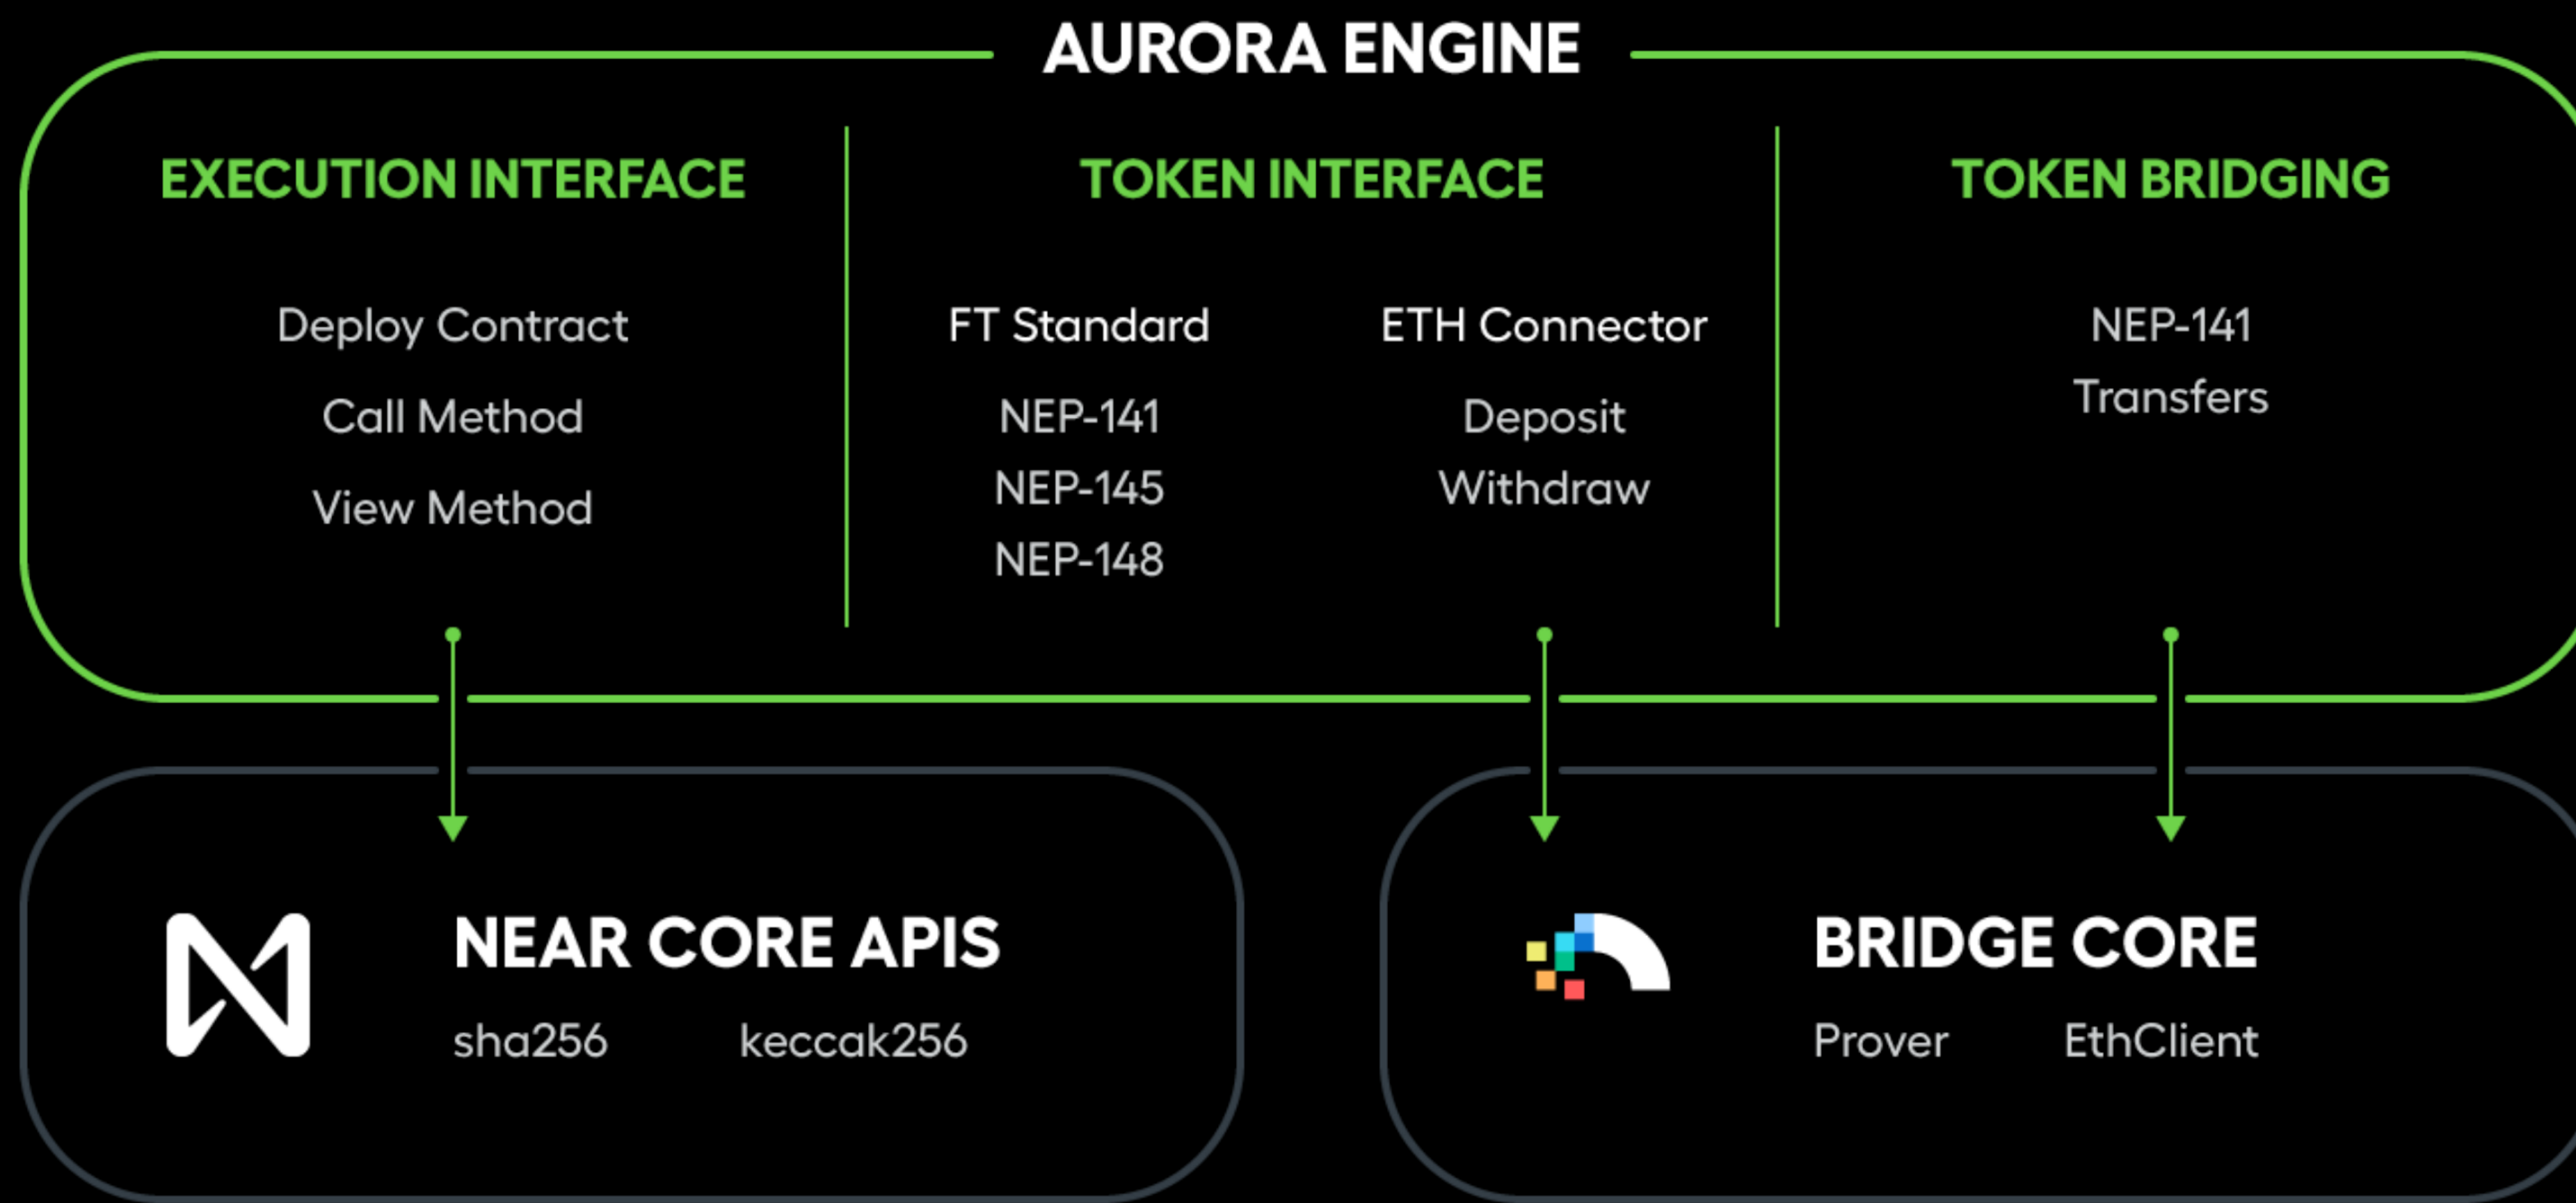 AURORA ENGINE
EXECUTION INTERFACE
Deploy Contract
Call Method
View Method
TOKEN INTERFACE
FT Standard
NEP-141
NEP-145
NEP-148
ETH Connector
Deposit
Withdraw
TOKEN BRIDGING
NEP-141
Transfers
NEAR CORE APIS
sha256 keccak256
BRIDGE CORE
Prover EthClient